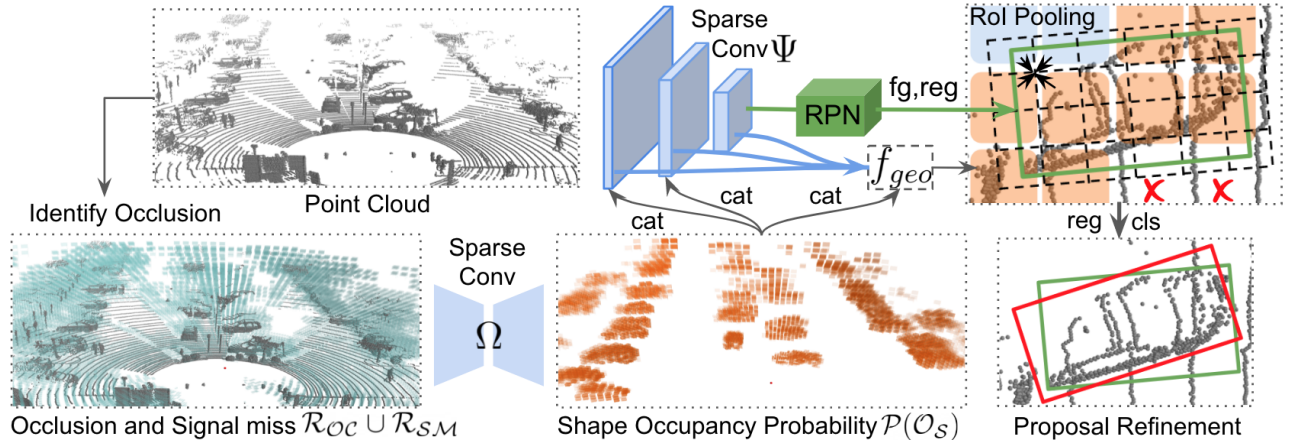 Sparse
Conv Ψ
RoI Pooling
fg,reg
RPN
f_geo
Point Cloud
Identify Occlusion
cat
cat
cat
X X
reg cls
Sparse
Conv
Ω
Occlusion and Signal miss R_OC ∪ R_SM
Shape Occupancy Probability P(O_S)
Proposal Refinement